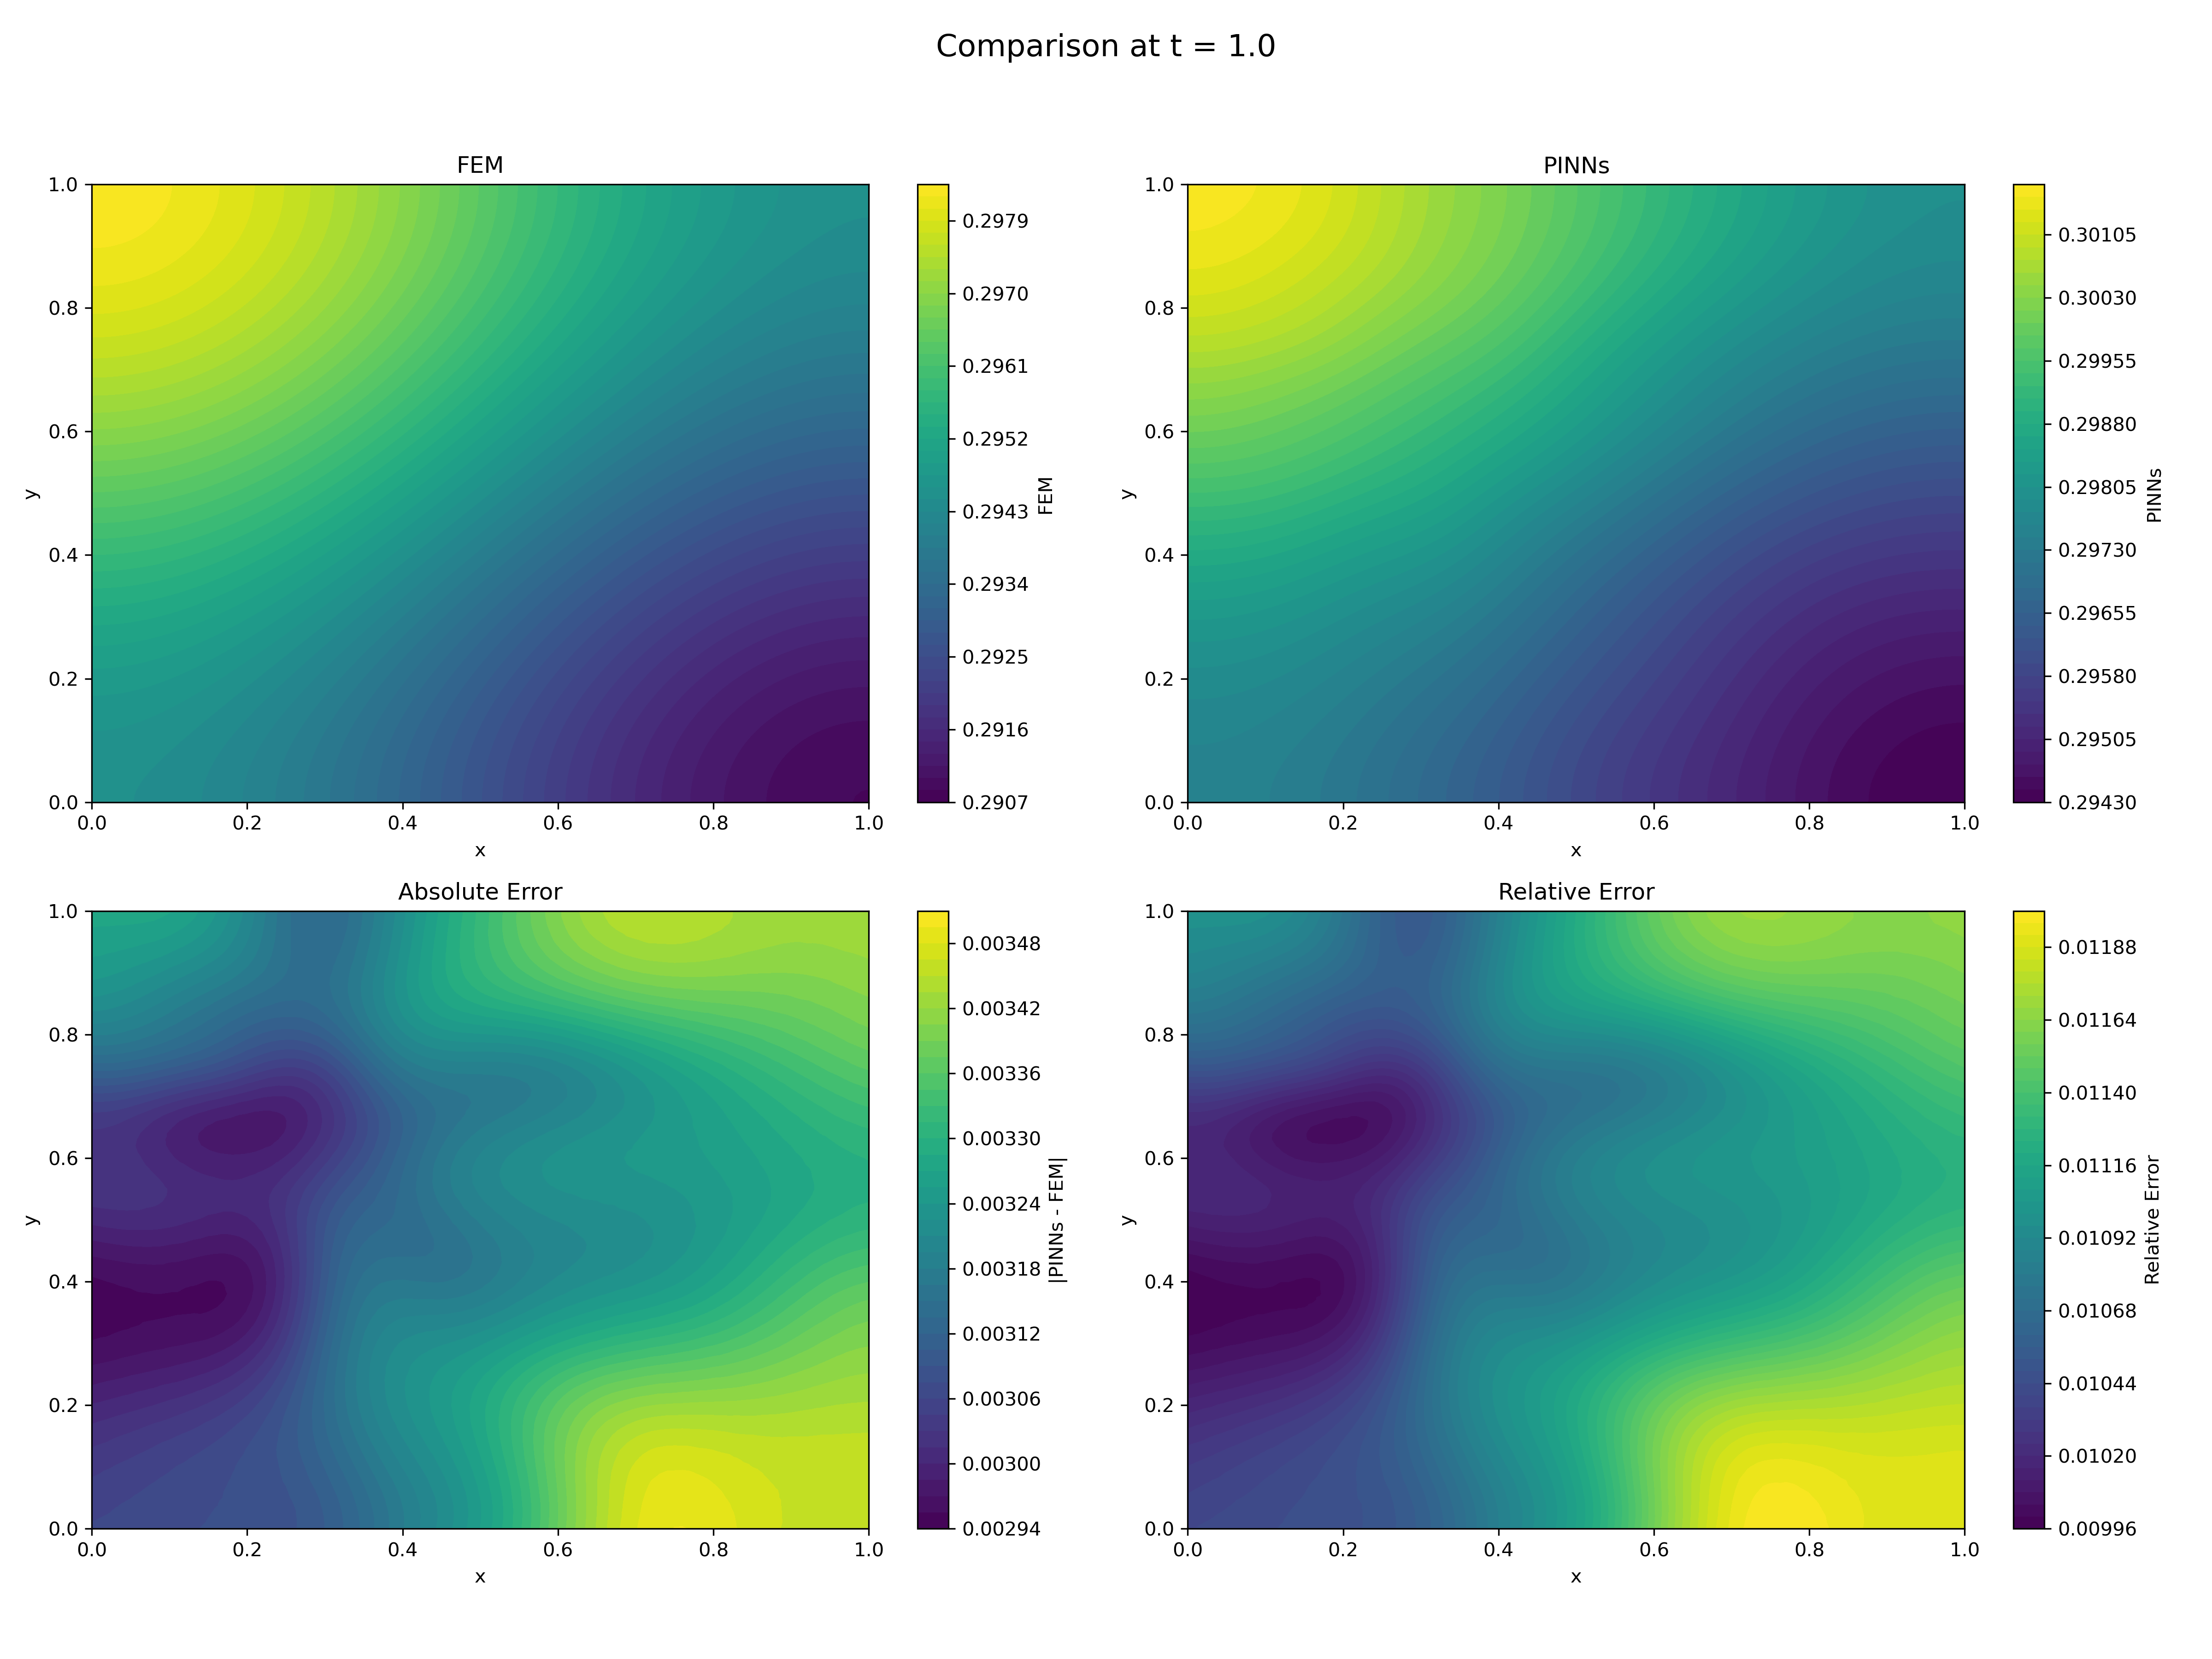 Comparison at t = 1.0
FEM
1.0
0.8
0.6
0.4
0.2
0.0
y
0.0 0.2 0.4 0.6 0.8 1.0
x
0.2979
0.2970
0.2961
0.2952
0.2943
0.2934
0.2925
0.2916
0.2907
FEM
PINNs
1.0
0.8
0.6
0.4
0.2
0.0
y
0.0 0.2 0.4 0.6 0.8 1.0
x
0.30105
0.30030
0.29955
0.29880
0.29805
0.29730
0.29655
0.29580
0.29505
0.29430
PINNs
Absolute Error
1.0
0.8
0.6
0.4
0.2
0.0
y
0.0 0.2 0.4 0.6 0.8 1.0
x
0.00348
0.00342
0.00336
0.00330
0.00324
0.00318
0.00312
0.00306
0.00300
0.00294
|PINNs - FEM|
Relative Error
1.0
0.8
0.6
0.4
0.2
0.0
y
0.0 0.2 0.4 0.6 0.8 1.0
x
0.01188
0.01164
0.01140
0.01116
0.01092
0.01068
0.01044
0.01020
0.00996
Relative Error